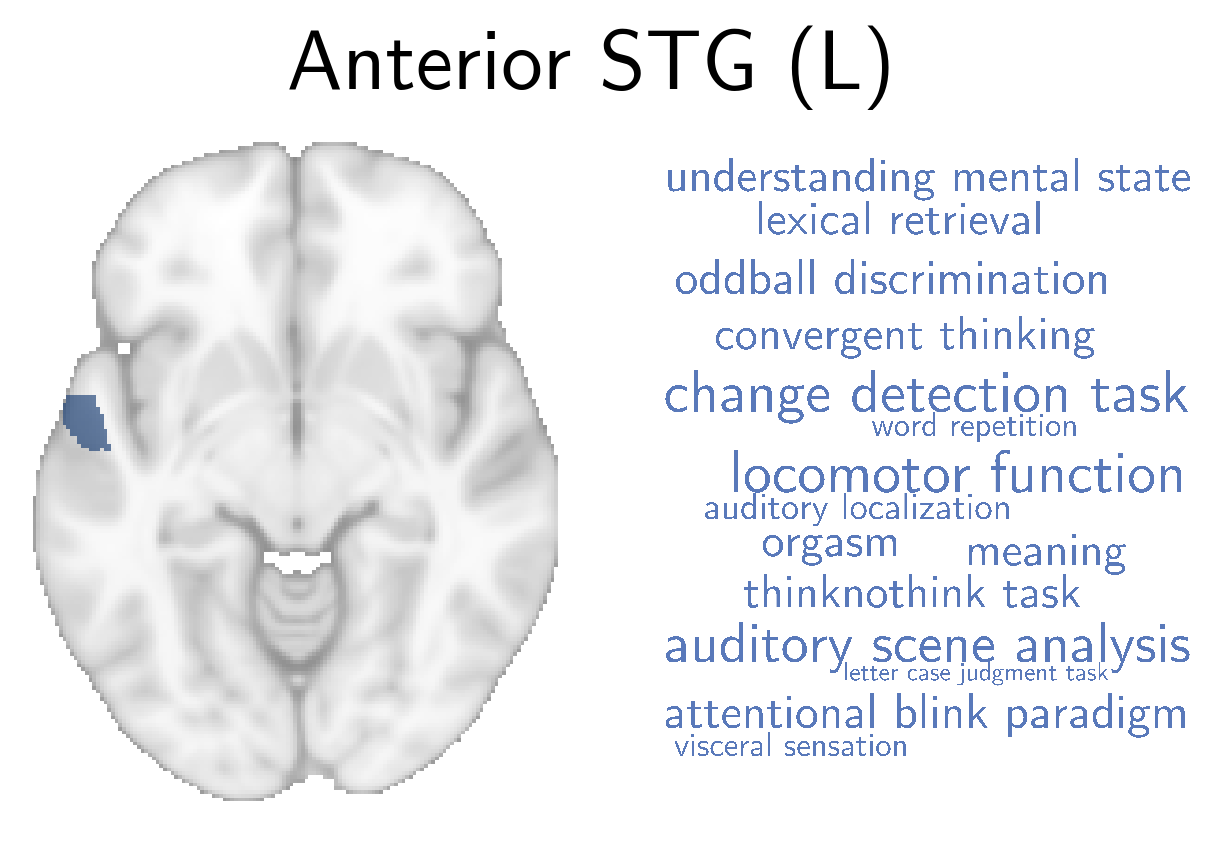 Anterior STG (L)
understanding mental state
lexical retrieval
oddball discrimination
convergent thinking
change detection task
word repetition
locomotor function
auditory localization
orgasm meaning
thinknothink task
auditory scene analysis
letter case judgment task
attentional blink paradigm
visceral sensation